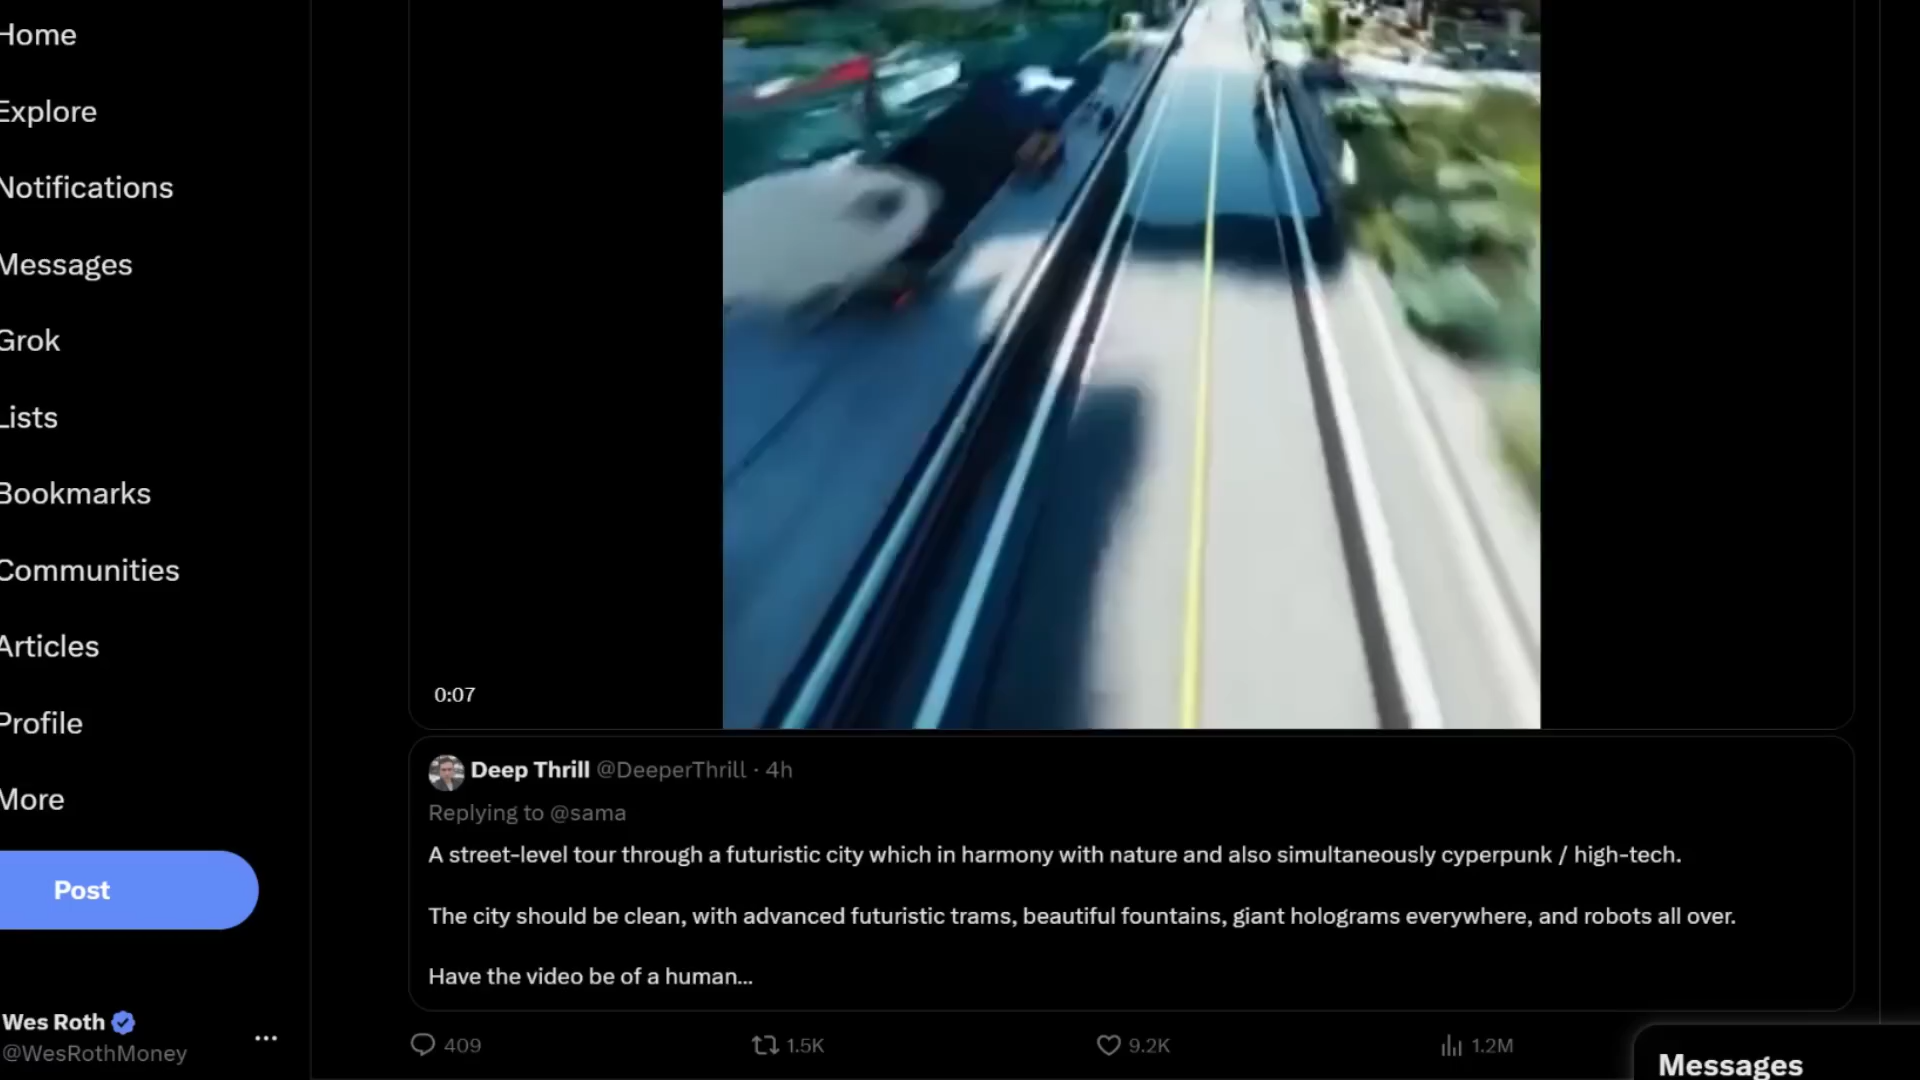 Home
Explore
Notifications
Messages
Grok
Lists
Bookmarks
Communities
Articles
Profile
More
Post
Wes Roth
@WesRothMoney
0:07
Deep Thrill @DeeperThrill · 4h
Replying to @sama
A street-level tour through a futuristic city which in harmony with nature and also simultaneously cyperpunk / high-tech.
The city should be clean, with advanced futuristic trams, beautiful fountains, giant holograms everywhere, and robots all over.
Have the video be of a human...
409 1.5K 9.2K 1.2M
Messages